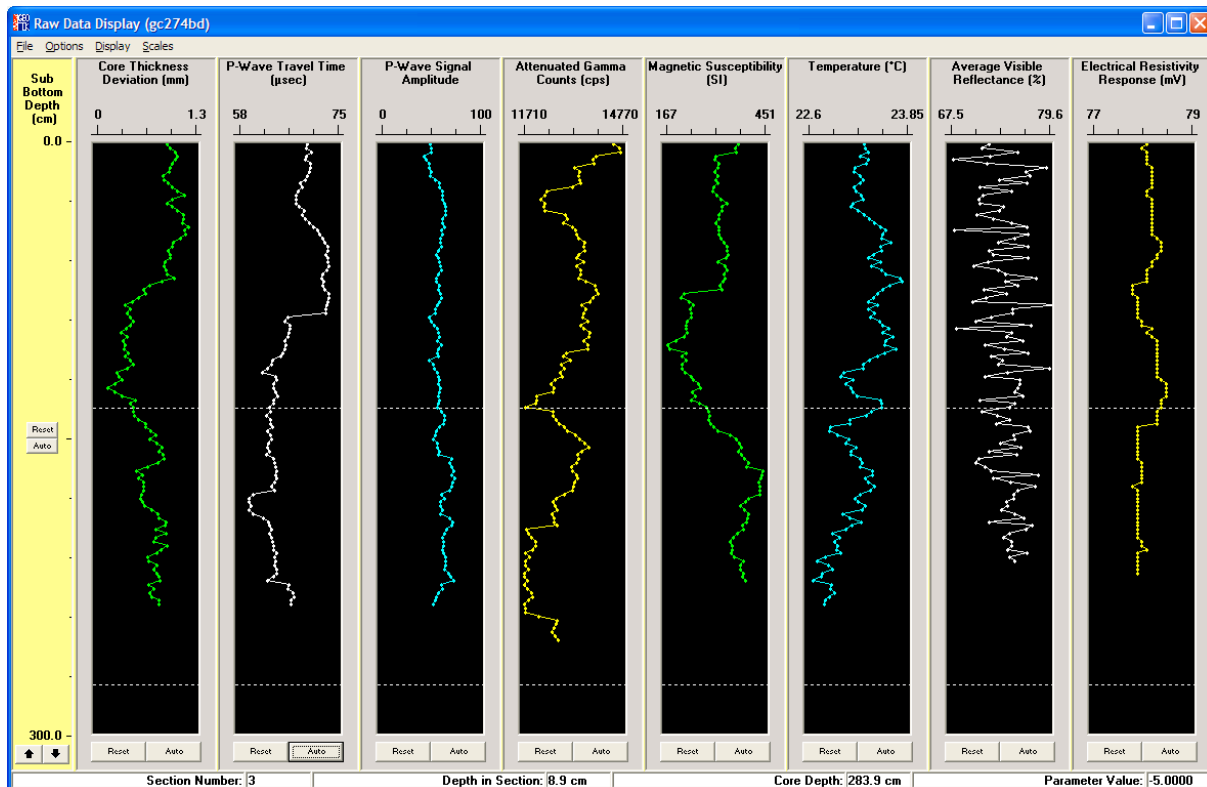 Raw Data Display (gc274bd)
File Options Display Scales
Sub Bottom Depth (cm)
0.0
300.0
Reset
Auto
Core Thickness
Deviation (mm)
0 1.3
P-Wave Travel Time
(µsec)
58 75
P-Wave Signal
Amplitude
0 100
Attenuated Gamma
Counts (cps)
11710 14770
Magnetic Susceptibility
(SI)
167 451
Temperature (°C)
22.6 23.85
Average Visible
Reflectance (%)
67.5 79.6
Electrical Resistivity
Response (mV)
77 79
Reset Auto Reset Auto Reset Auto Reset Auto Reset Auto Reset Auto Reset Auto Reset Auto
Section Number: 3 Depth in Section: 8.9 cm Core Depth: 283.9 cm Parameter Value: -5.0000